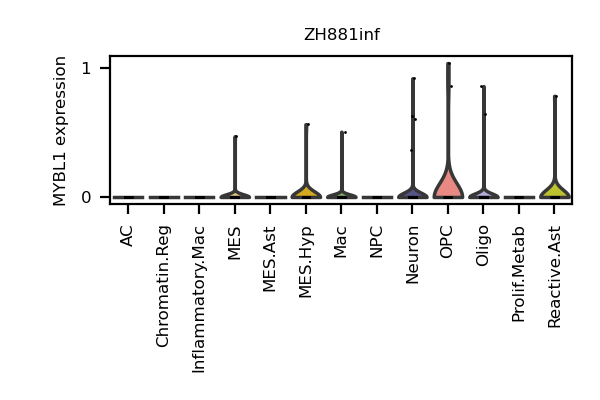 ZH881inf
MYBL1 expression
1
0
AC
Chromatin.Reg
Inflammatory.Mac
MES
MES.Ast
MES.Hyp
Mac
NPC
Neuron
OPC
Oligo
Prolif.Metab
Reactive.Ast